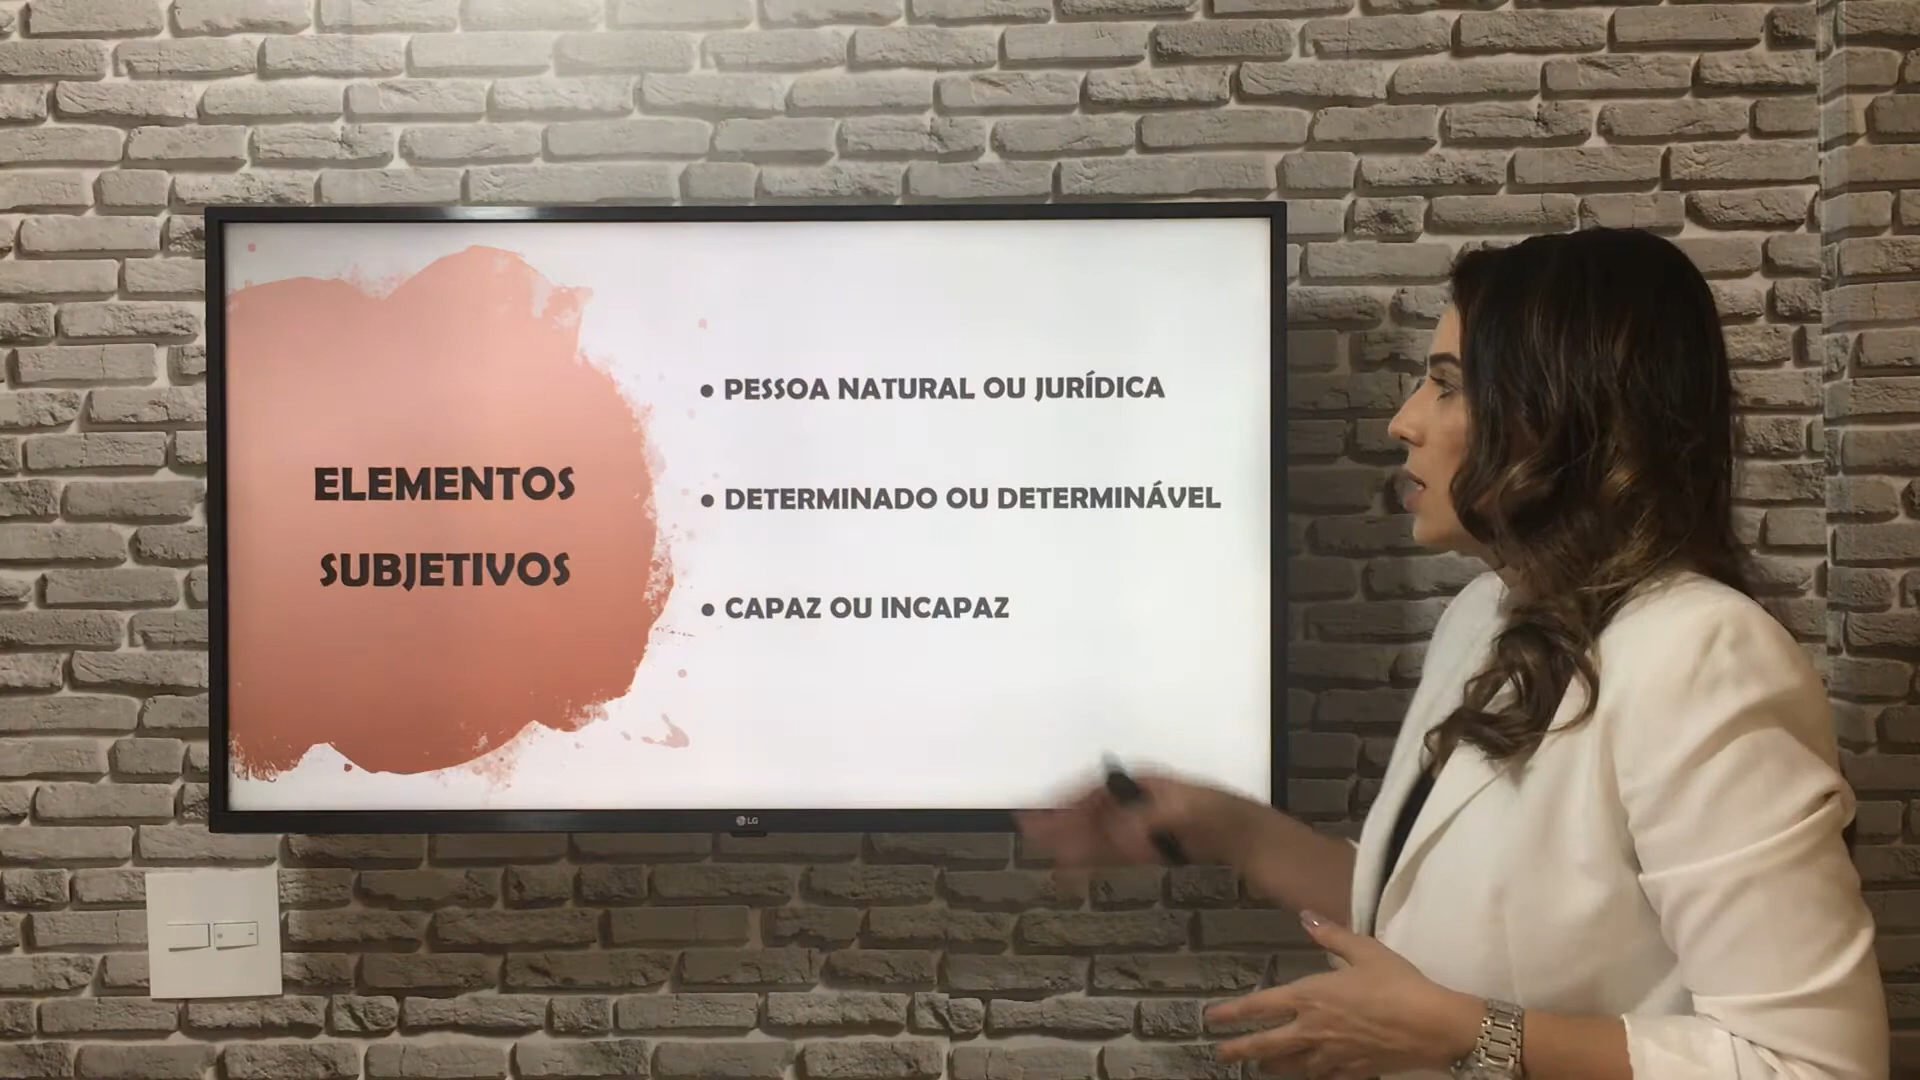 ELEMENTOS
SUBJETIVOS
• PESSOA NATURAL OU JURÍDICA
• DETERMINADO OU DETERMINÁVEL
• CAPAZ OU INCAPAZ
LG